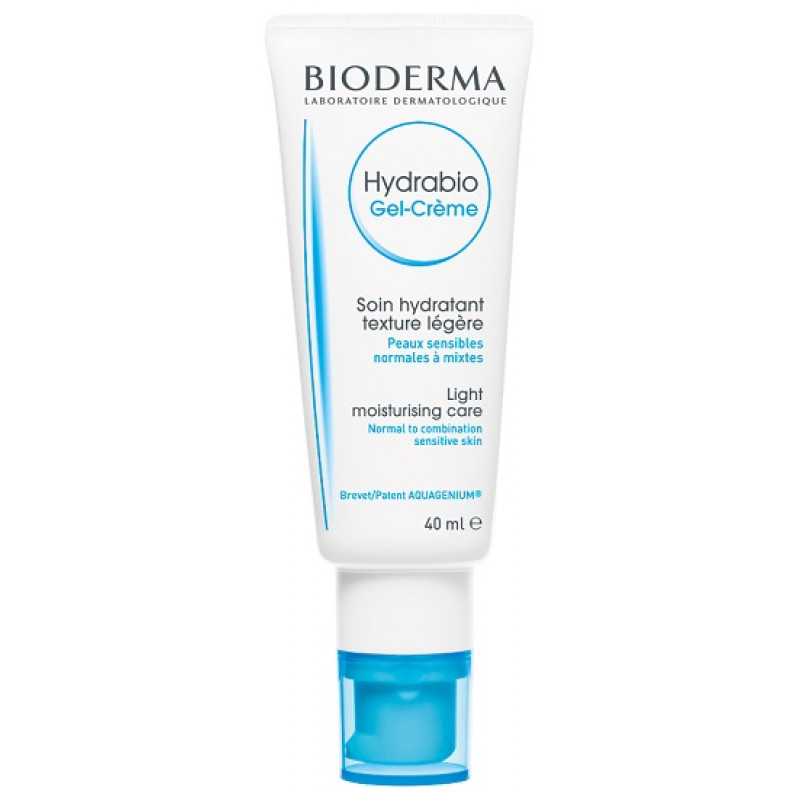 BIODERMA
LABORATOIRE DERMATOLOGIQUE
Hydrabio
Gel-Crème
Soin hydratant
texture légère
Peaux sensibles
normales à mixtes
Light
moisturising care
Normal to combination
sensitive skin
Brevet/Patent AQUAGENIUM®
40 ml ℮